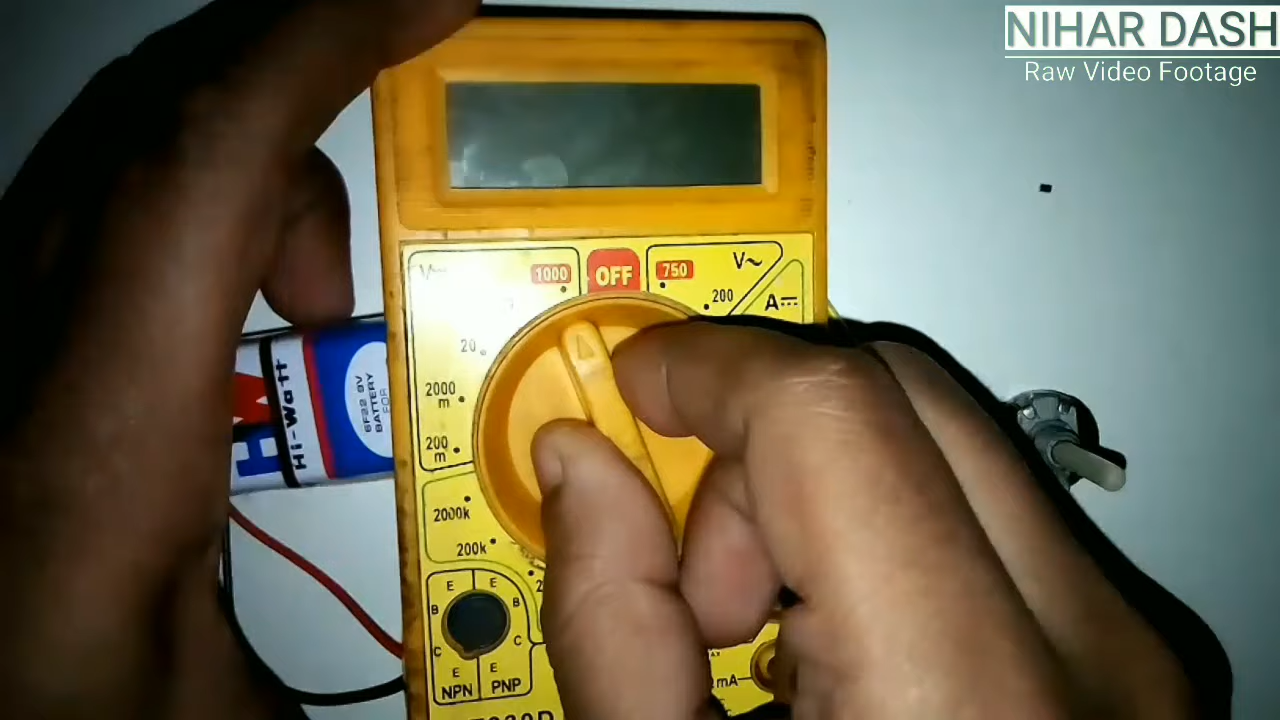 NIHAR DASH
Raw Video Footage
V⎓
1000
OFF
750
V~
200
A⎓
20
2000
m
200
m
2000k
200k
E
E
B
B
C
C
E
E
NPN
PNP
mA
Hi-Watt
6F22 9V
BATTERY
FOR